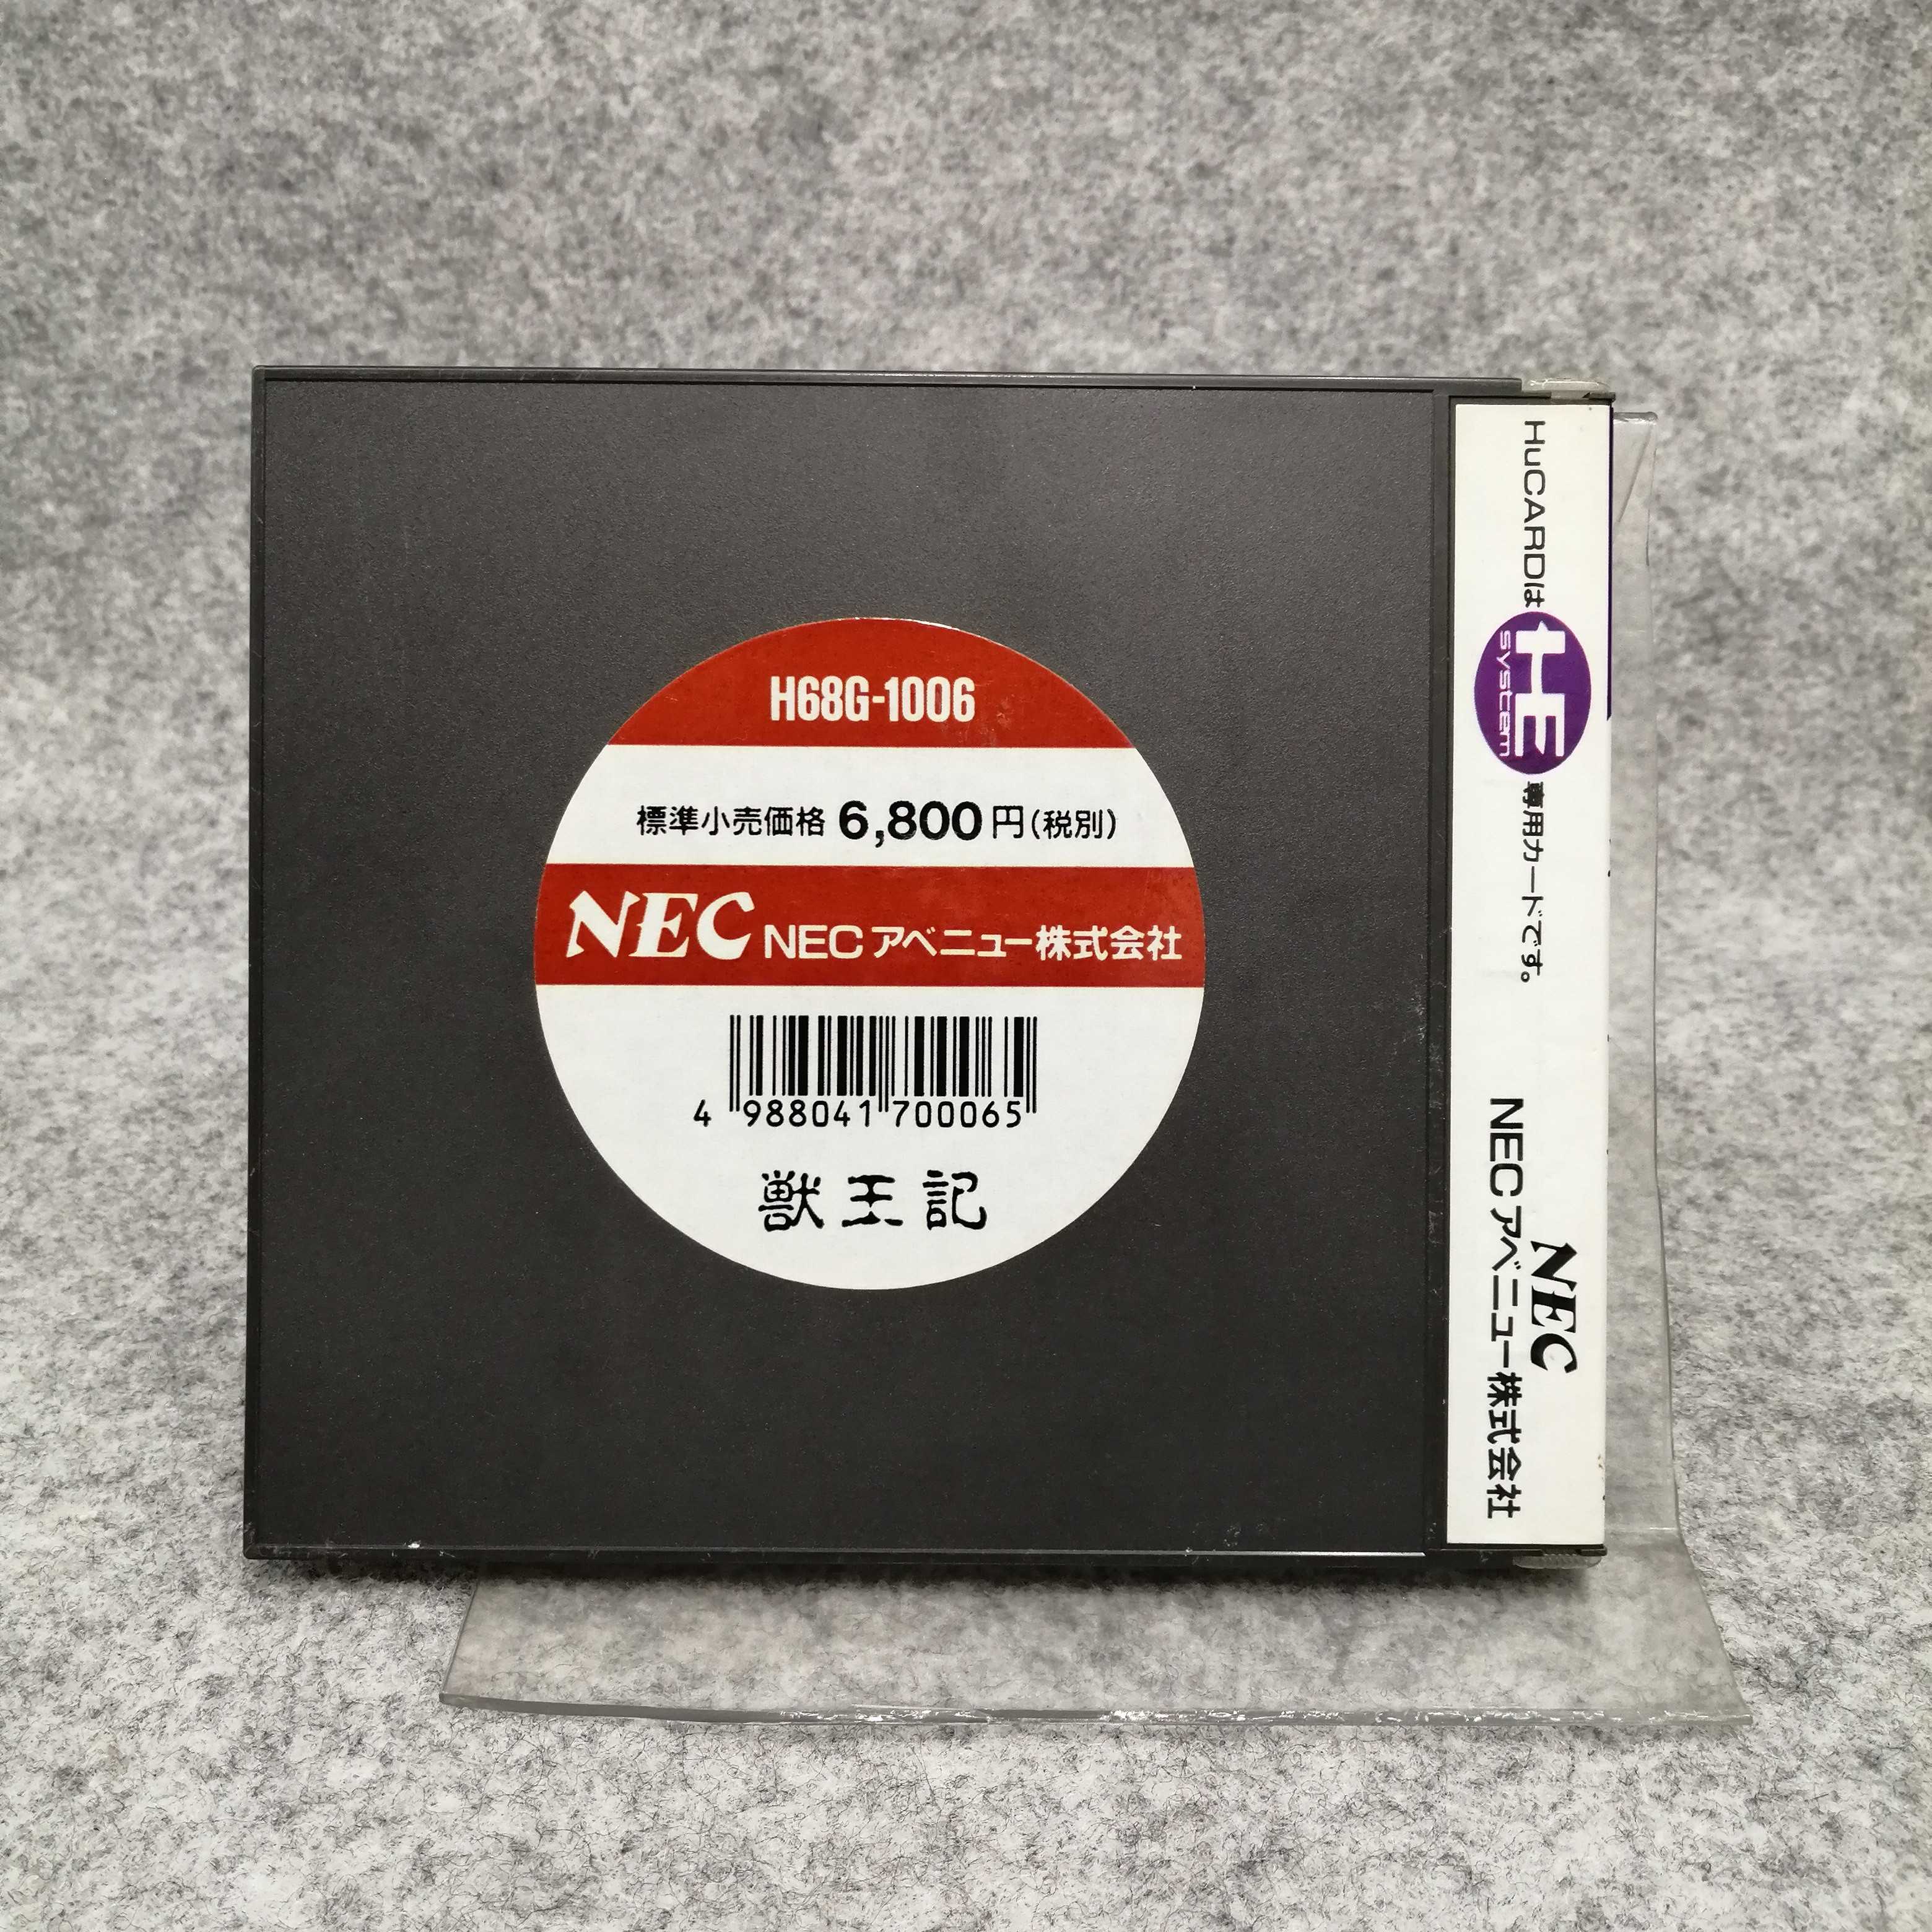 H68G-1006
標準小売価格 6,800円(税別)
NEC NECアベニュー株式会社
4 988041 700065
獣王記
HuCARDは HE system 専用カードです。
NEC
NECアベニュー株式会社